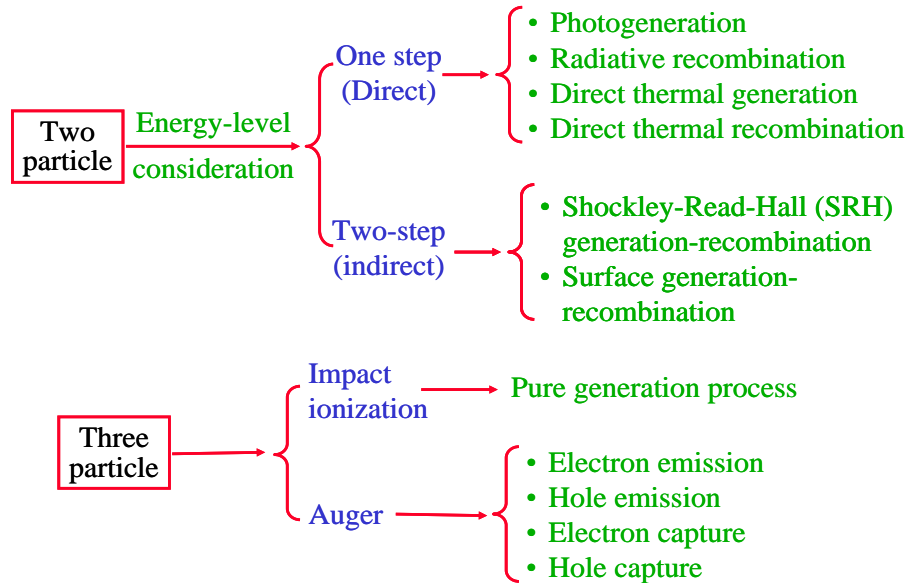 Two
particle
Energy-level
consideration
One step
(Direct)
• Photogeneration
• Radiative recombination
• Direct thermal generation
• Direct thermal recombination
Two-step
(indirect)
• Shockley-Read-Hall (SRH)
generation-recombination
• Surface generation-
recombination
Three
particle
Impact
ionization
Pure generation process
Auger
• Electron emission
• Hole emission
• Electron capture
• Hole capture